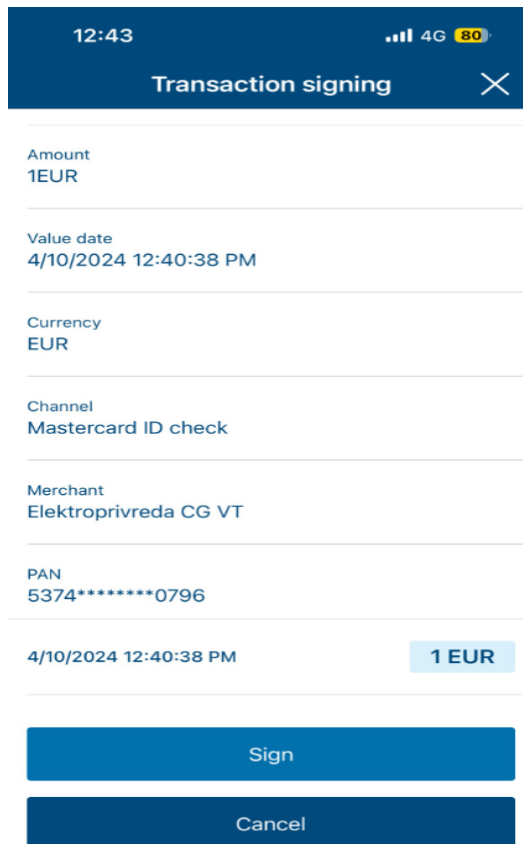 12:43
4G 80
Transaction signing
Amount
1EUR
Value date
4/10/2024 12:40:38 PM
Currency
EUR
Channel
Mastercard ID check
Merchant
Elektroprivreda CG VT
PAN
5374********0796
4/10/2024 12:40:38 PM
1 EUR
Sign
Cancel